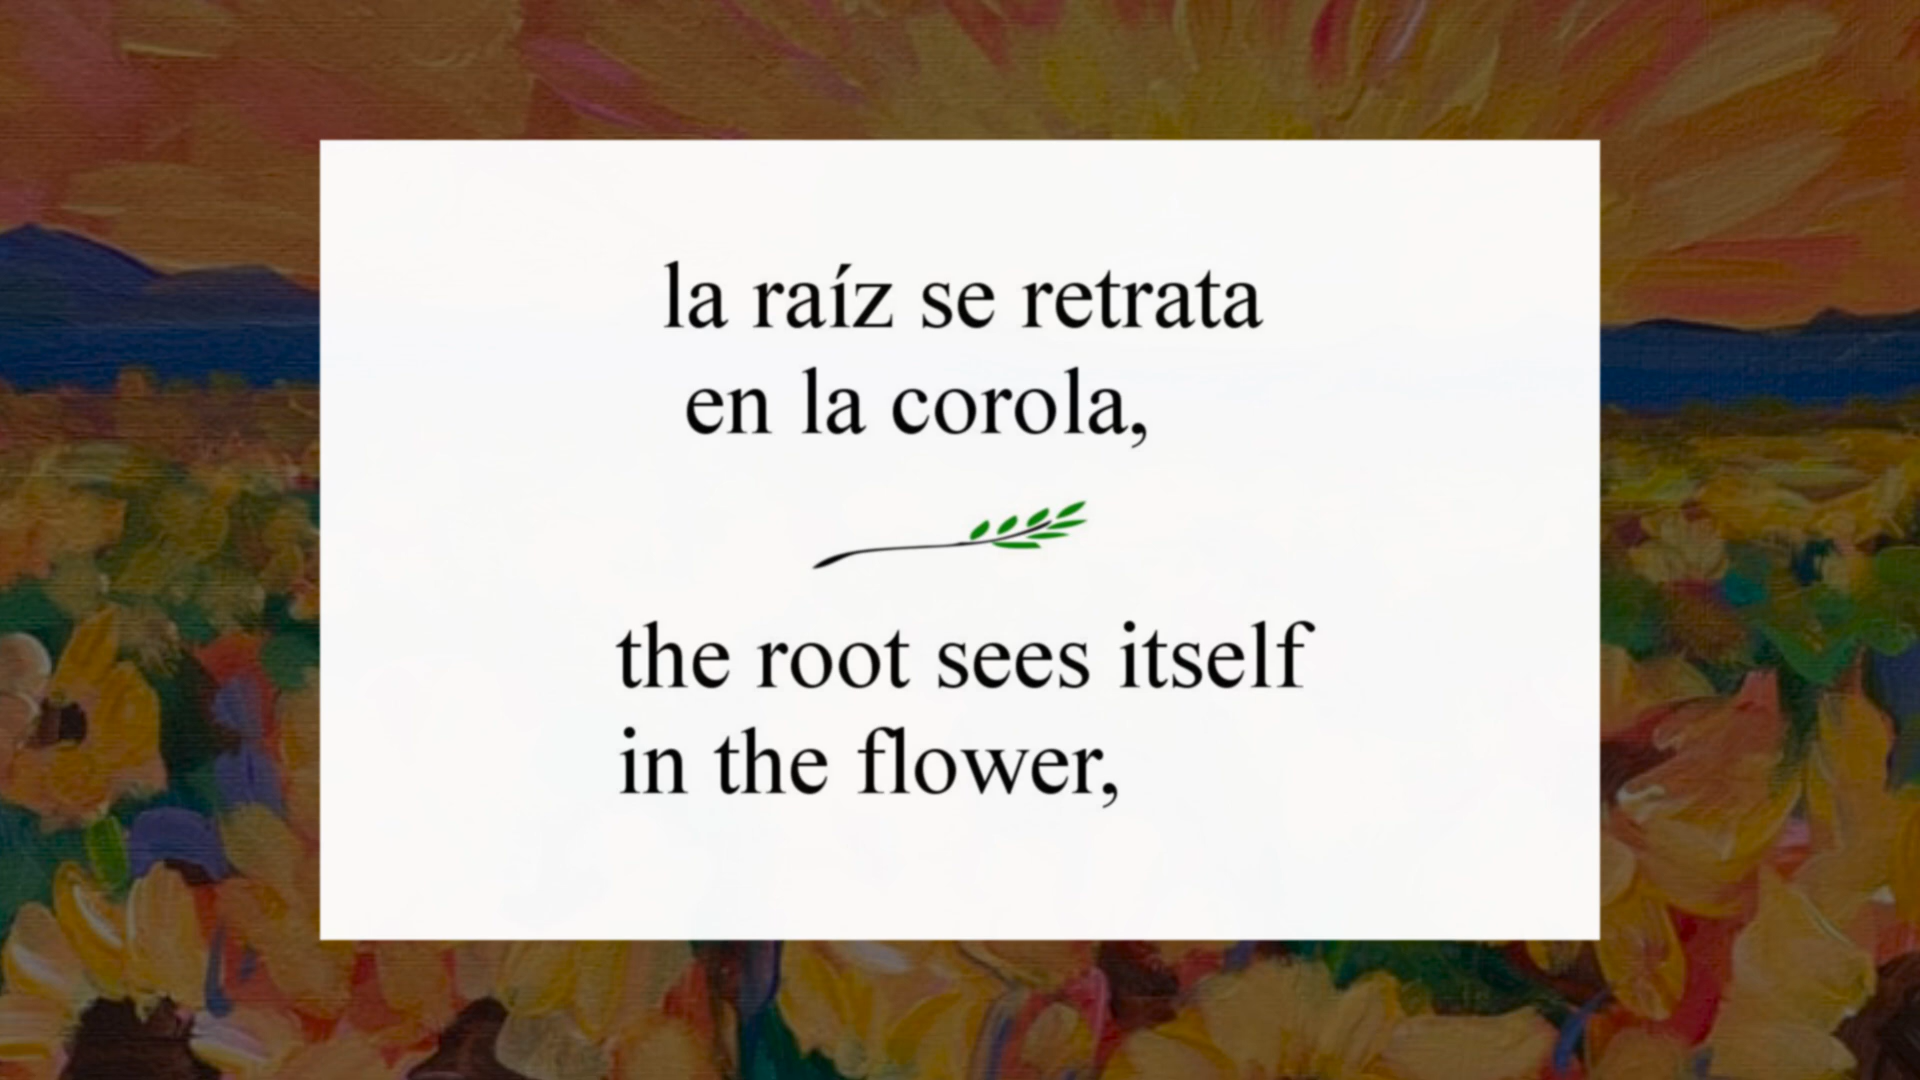 la raíz se retrata
en la corola,
the root sees itself
in the flower,